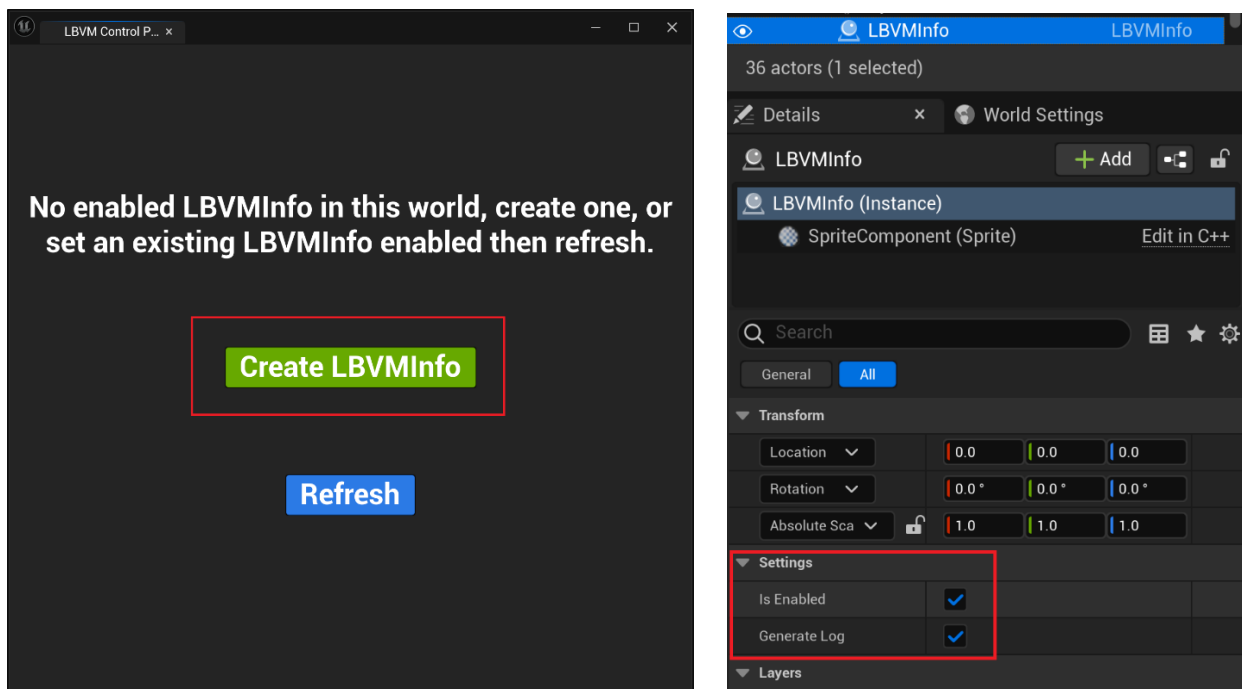 LBVM Control P... ×
No enabled LBVMInfo in this world, create one, or
set an existing LBVMInfo enabled then refresh.
Create LBVMInfo
Refresh
LBVMInfo LBVMInfo
36 actors (1 selected)
Details × World Settings
LBVMInfo + Add
LBVMInfo (Instance)
SpriteComponent (Sprite) Edit in C++
Search
General All
Transform
Location 0.0 0.0 0.0
Rotation 0.0 ° 0.0 ° 0.0 °
Absolute Sca 1.0 1.0 1.0
Settings
Is Enabled
Generate Log
Layers